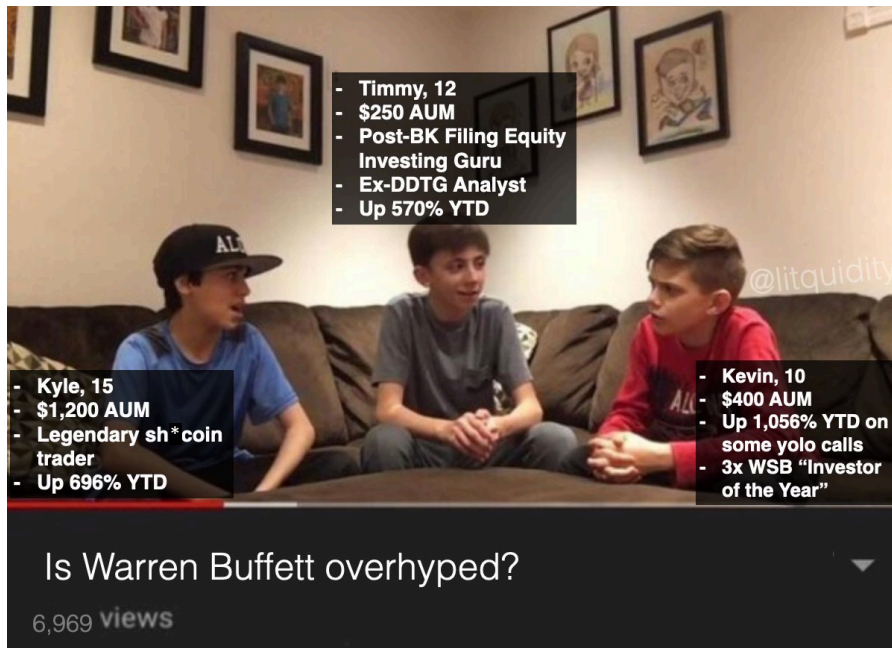 - Timmy, 12
- $250 AUM
- Post-BK Filing Equity
Investing Guru
- Ex-DDTG Analyst
- Up 570% YTD
@litquidity
- Kyle, 15
- $1,200 AUM
- Legendary sh*coin
trader
- Up 696% YTD
- Kevin, 10
- $400 AUM
- Up 1,056% YTD on
some yolo calls
- 3x WSB “Investor
of the Year”
Is Warren Buffett overhyped?
6,969 views